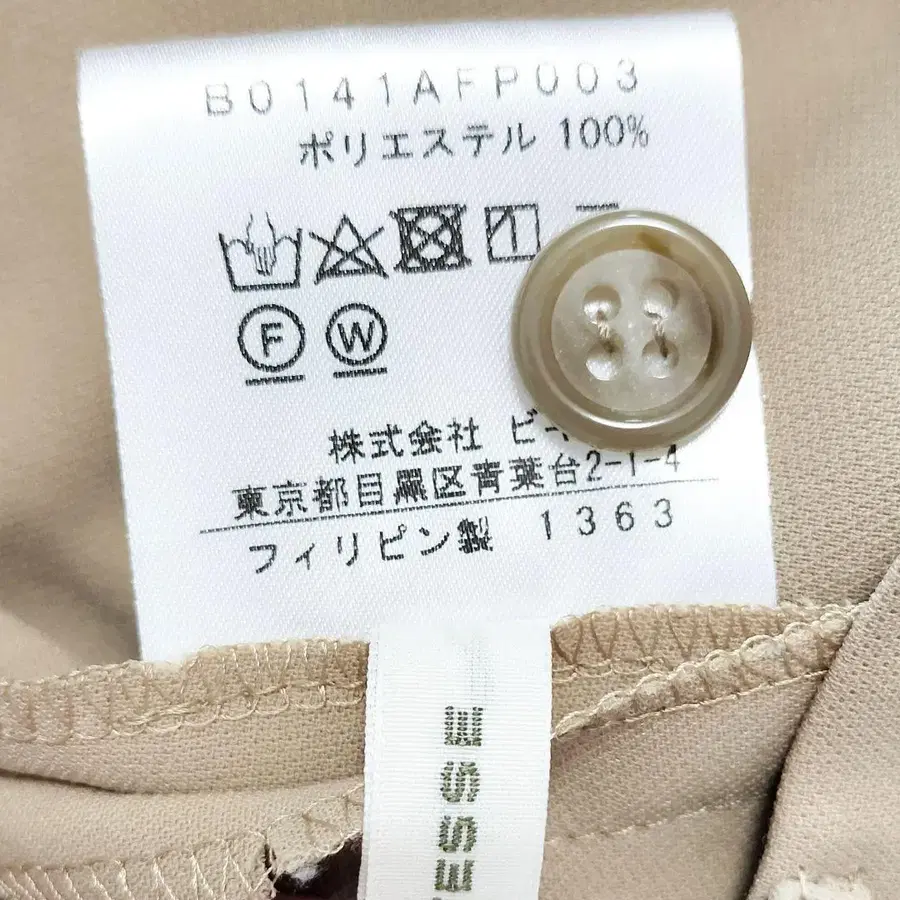 B0141AFP003
ポリエステル 100%
F W
株式会社 ビ
東京都目黒区青葉台2-1-4
フィリピン製 1363
ESSE